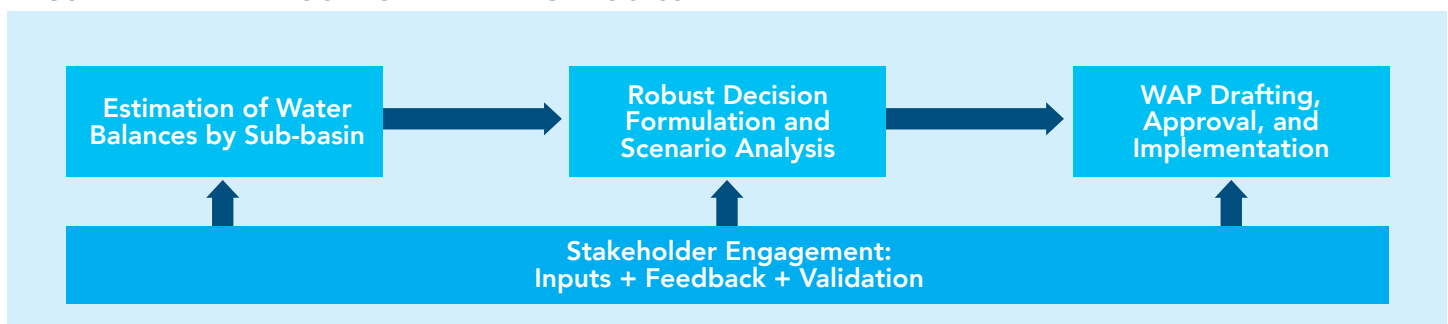 Estimation of Water
Balances by Sub-basin
Robust Decision
Formulation and
Scenario Analysis
WAP Drafting,
Approval, and
Implementation
Stakeholder Engagement:
Inputs + Feedback + Validation